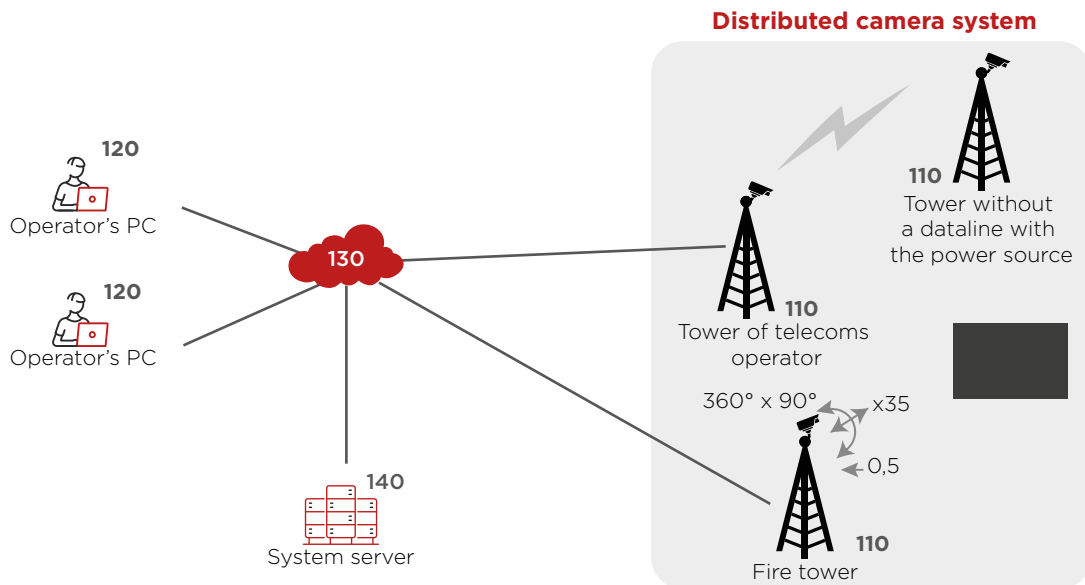 Distributed camera system
120
Operator's PC
120
Operator's PC
130
140
System server
110
Tower without
a dataline with
the power source
110
Tower of telecoms
operator
360° x 90°
x35
0,5
110
Fire tower